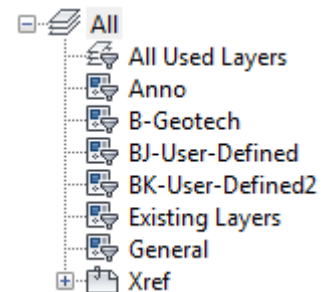 All
All Used Layers
Anno
B-Geotech
BJ-User-Defined
BK-User-Defined2
Existing Layers
General
Xref